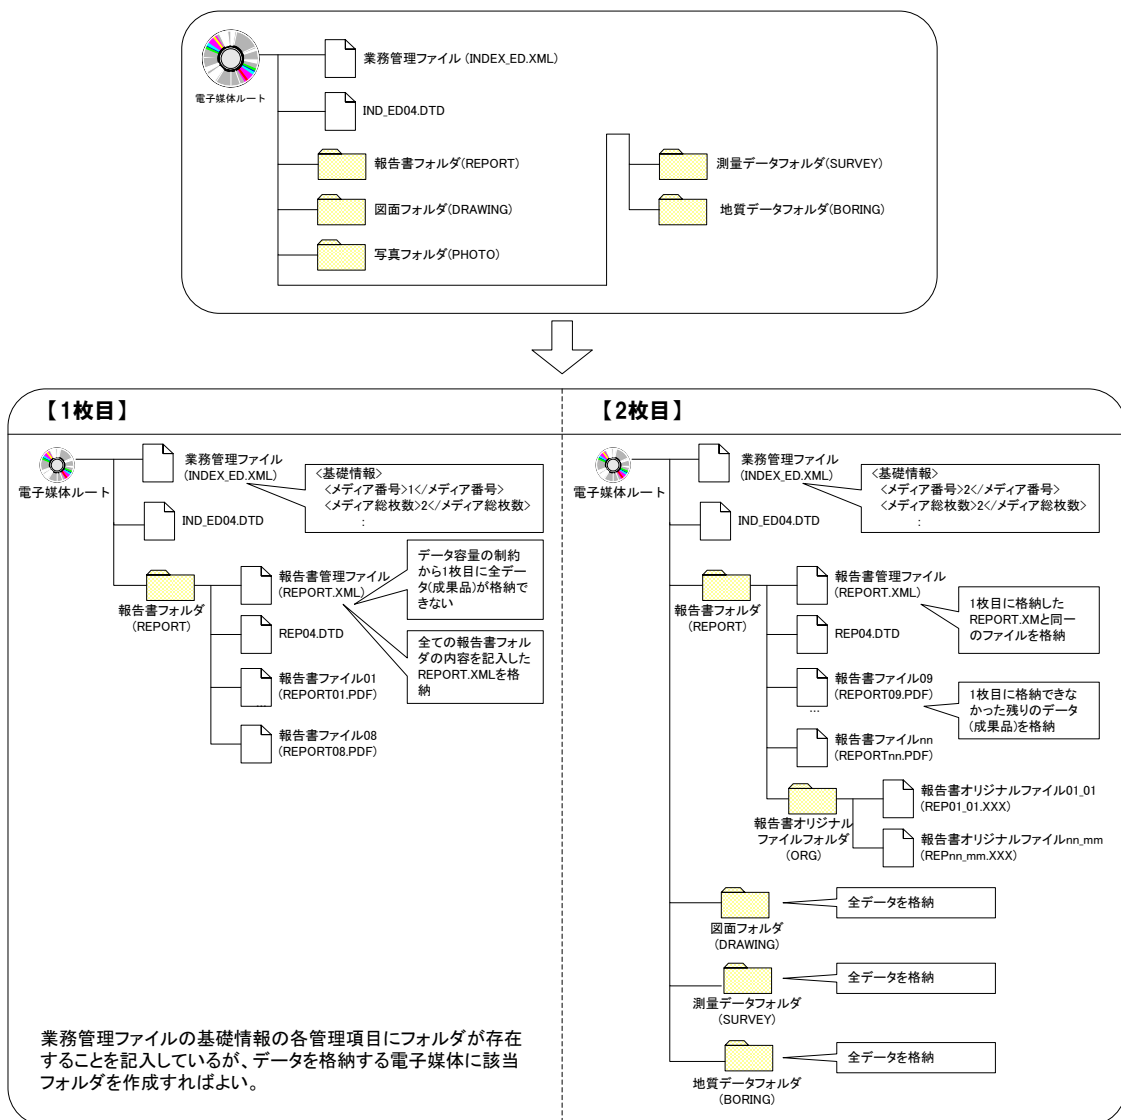 業務管理ファイル (INDEX_ED.XML)
電子媒体ルート
IND_ED04.DTD
報告書フォルダ(REPORT)
図面フォルダ(DRAWING)
写真フォルダ(PHOTO)
測量データフォルダ(SURVEY)
地質データフォルダ(BORING)
【1枚目】
業務管理ファイル
(INDEX_ED.XML)
電子媒体ルート
<基礎情報>
<メディア番号>1</メディア番号>
<メディア総枚数>2</メディア総枚数>
:
IND_ED04.DTD
報告書フォルダ
(REPORT)
報告書管理ファイル
(REPORT.XML)
データ容量の制約
から1枚目に全デー
タ(成果品)が格納で
きない
REP04.DTD
全ての報告書フォル
ダの内容を記入した
REPORT.XMLを格
納
報告書ファイル01
(REPORT01.PDF)
...
報告書ファイル08
(REPORT08.PDF)
業務管理ファイルの基礎情報の各管理項目にフォルダが存在
することを記入しているが、データを格納する電子媒体に該当
フォルダを作成すればよい。
【2枚目】
業務管理ファイル
(INDEX_ED.XML)
電子媒体ルート
<基礎情報>
<メディア番号>2</メディア番号>
<メディア総枚数>2</メディア総枚数>
:
IND_ED04.DTD
報告書フォルダ
(REPORT)
報告書管理ファイル
(REPORT.XML)
1枚目に格納した
REPORT.XMと同一
のファイルを格納
REP04.DTD
報告書ファイル09
(REPORT09.PDF)
...
1枚目に格納できな
かった残りのデータ
(成果品)を格納
報告書ファイルnn
(REPORTnn.PDF)
報告書オリジナル
ファイルフォルダ
(ORG)
報告書オリジナルファイル01_01
(REP01_01.XXX)
報告書オリジナルファイルnn_mm
(REPnn_mm.XXX)
図面フォルダ
(DRAWING)
全データを格納
測量データフォルダ
(SURVEY)
全データを格納
地質データフォルダ
(BORING)
全データを格納